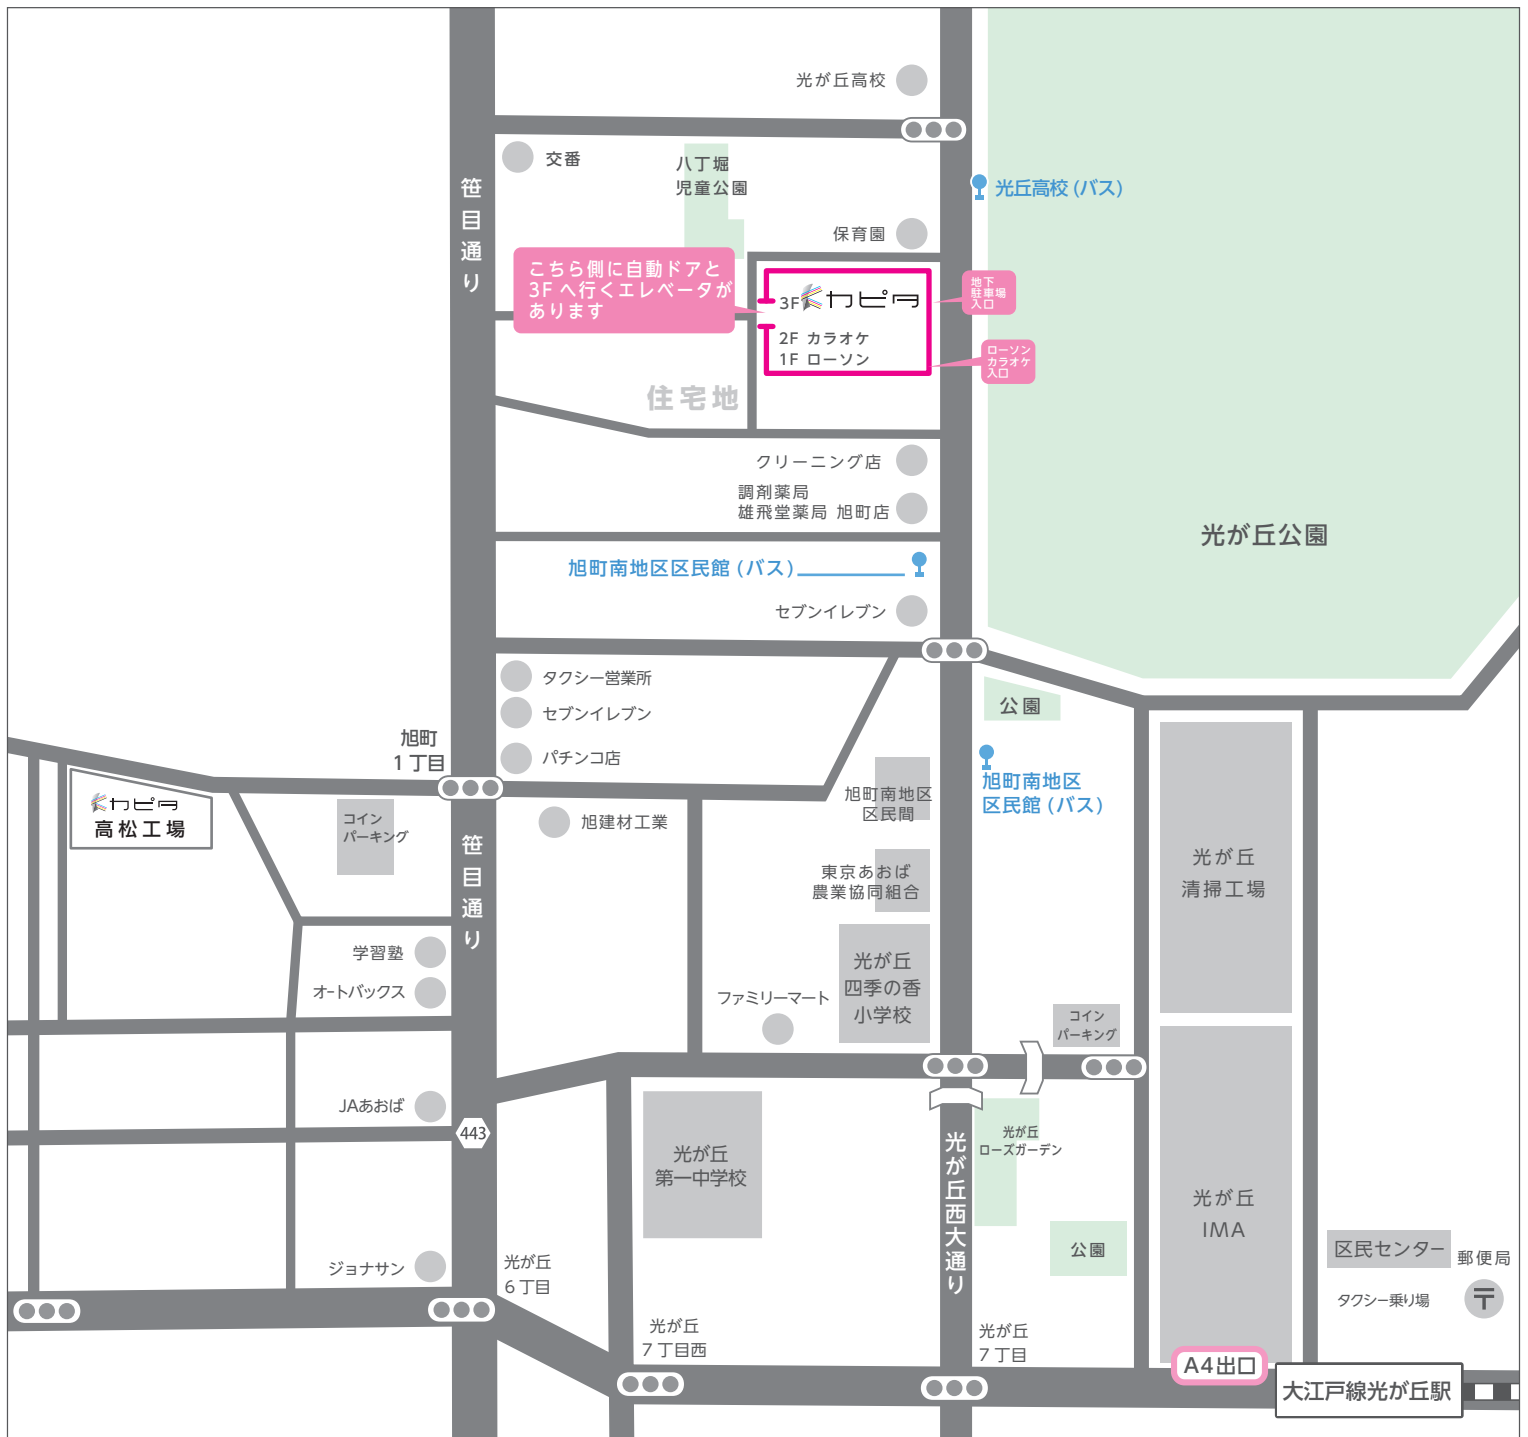 光が丘高校
交番
八丁堀
児童公園
光丘高校(バス)
笹目通り
保育園
こちら側に自動ドアと
3Fへ行くエレベータが
あります
地下
駐車場
入口
3F カピタ
2F カラオケ
1F ローソン
ローソン
カラオケ
入口
住宅地
クリーニング店
調剤薬局
雄飛堂薬局 旭町店
光が丘公園
旭町南地区区民館(バス)
セブンイレブン
タクシー営業所
公園
セブンイレブン
旭町
1丁目
パチンコ店
旭町南地区
区民館(バス)
旭町南地区
区民間
カピタ
高松工場
コイン
パーキング
旭建材工業
笹目通り
光が丘
清掃工場
東京あおば
農業協同組合
学習塾
光が丘
四季の香
小学校
オートバックス
ファミリーマート
コイン
パーキング
JAあおば
443
光が丘西大通り
光が丘
ローズガーデン
光が丘
第一中学校
光が丘
IMA
公園
区民センター
郵便局
ジョナサン
光が丘
6丁目
タクシー乗り場
〒
光が丘
7丁目西
光が丘
7丁目
A4出口
大江戸線光が丘駅